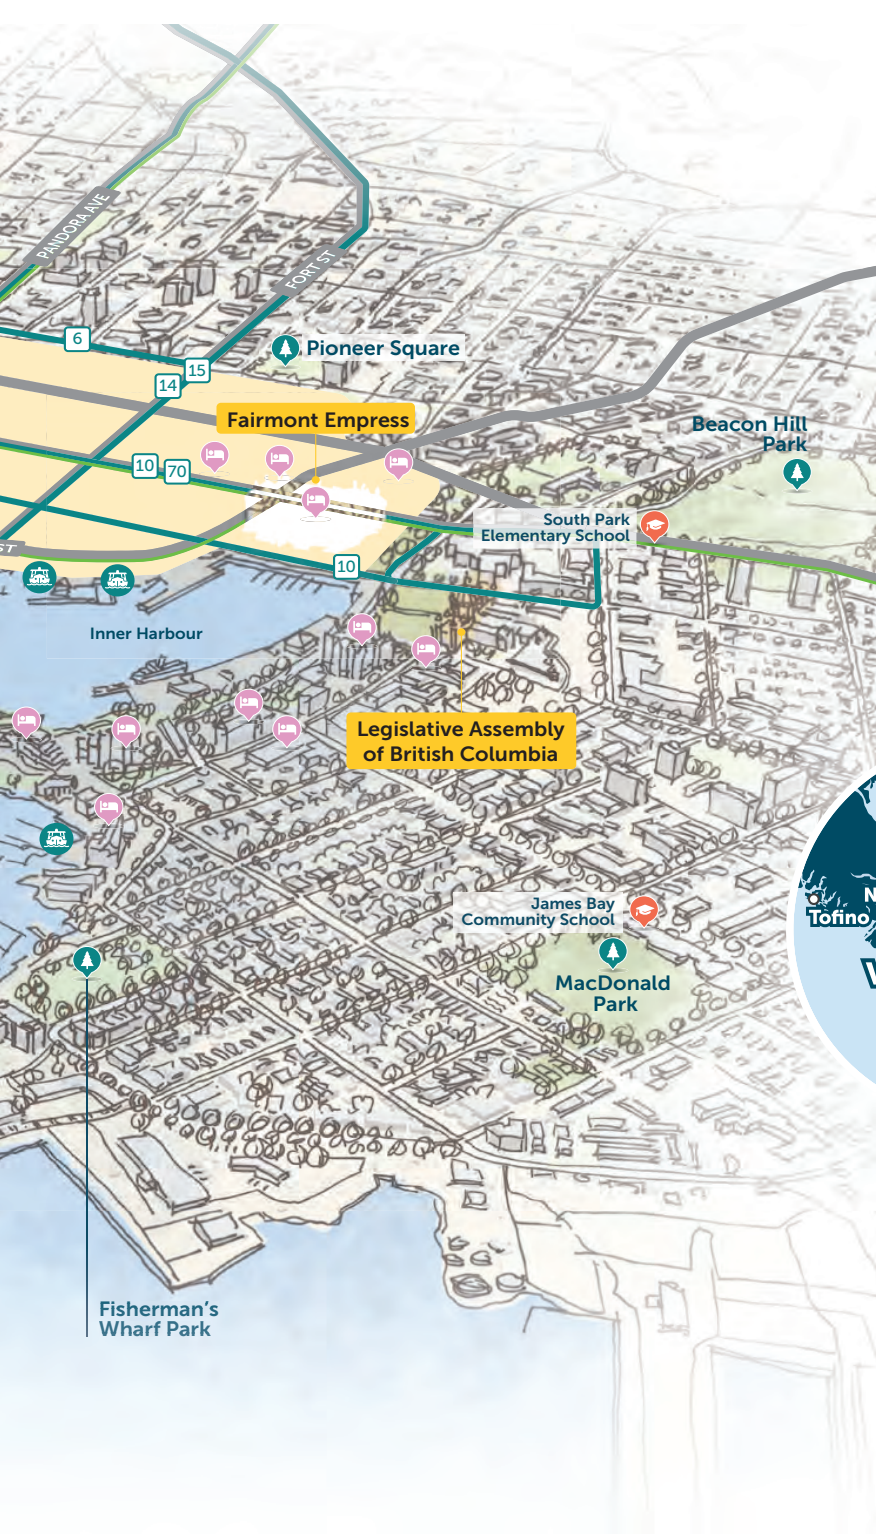 PANDORA AVE
FORT ST
6
Pioneer Square
15
14
Fairmont Empress
Beacon Hill
Park
10
70
South Park
Elementary School
ST
10
Inner Harbour
Legislative Assembly
of British Columbia
N
Tofino
James Bay
Community School
MacDonald
Park
Fisherman's
Wharf Park